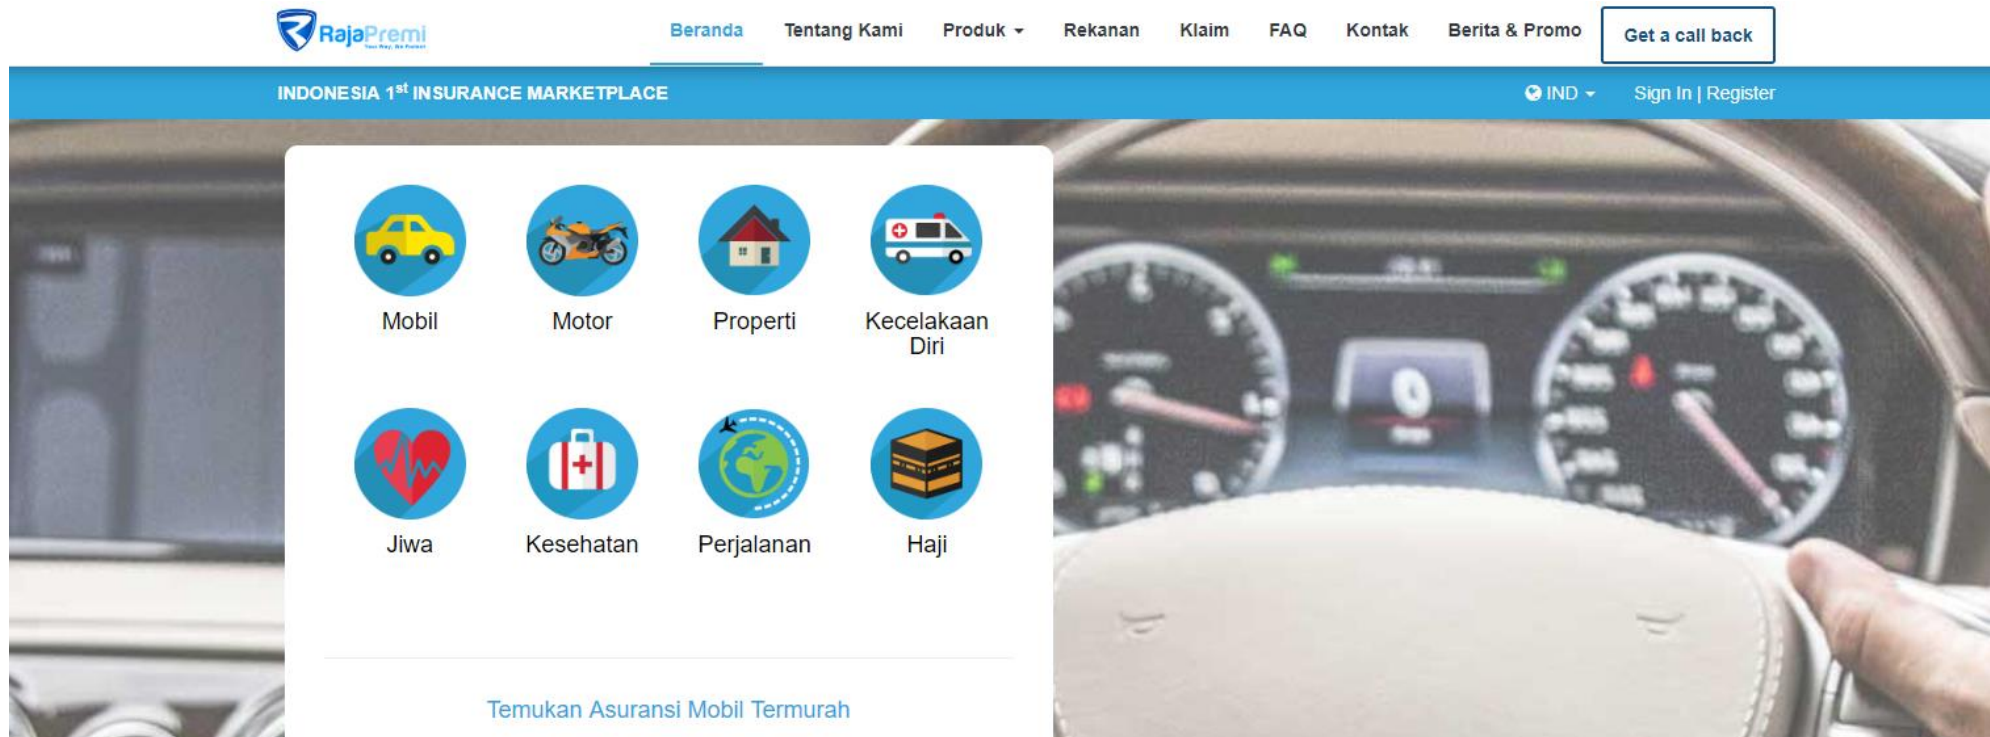 RajaPremi
Beranda Tentang Kami Produk Rekanan Klaim FAQ Kontak Berita & Promo Get a call back
INDONESIA 1st INSURANCE MARKETPLACE IND Sign In | Register
Mobil Motor Properti Kecelakaan Diri
Jiwa Kesehatan Perjalanan Haji
Temukan Asuransi Mobil Termurah